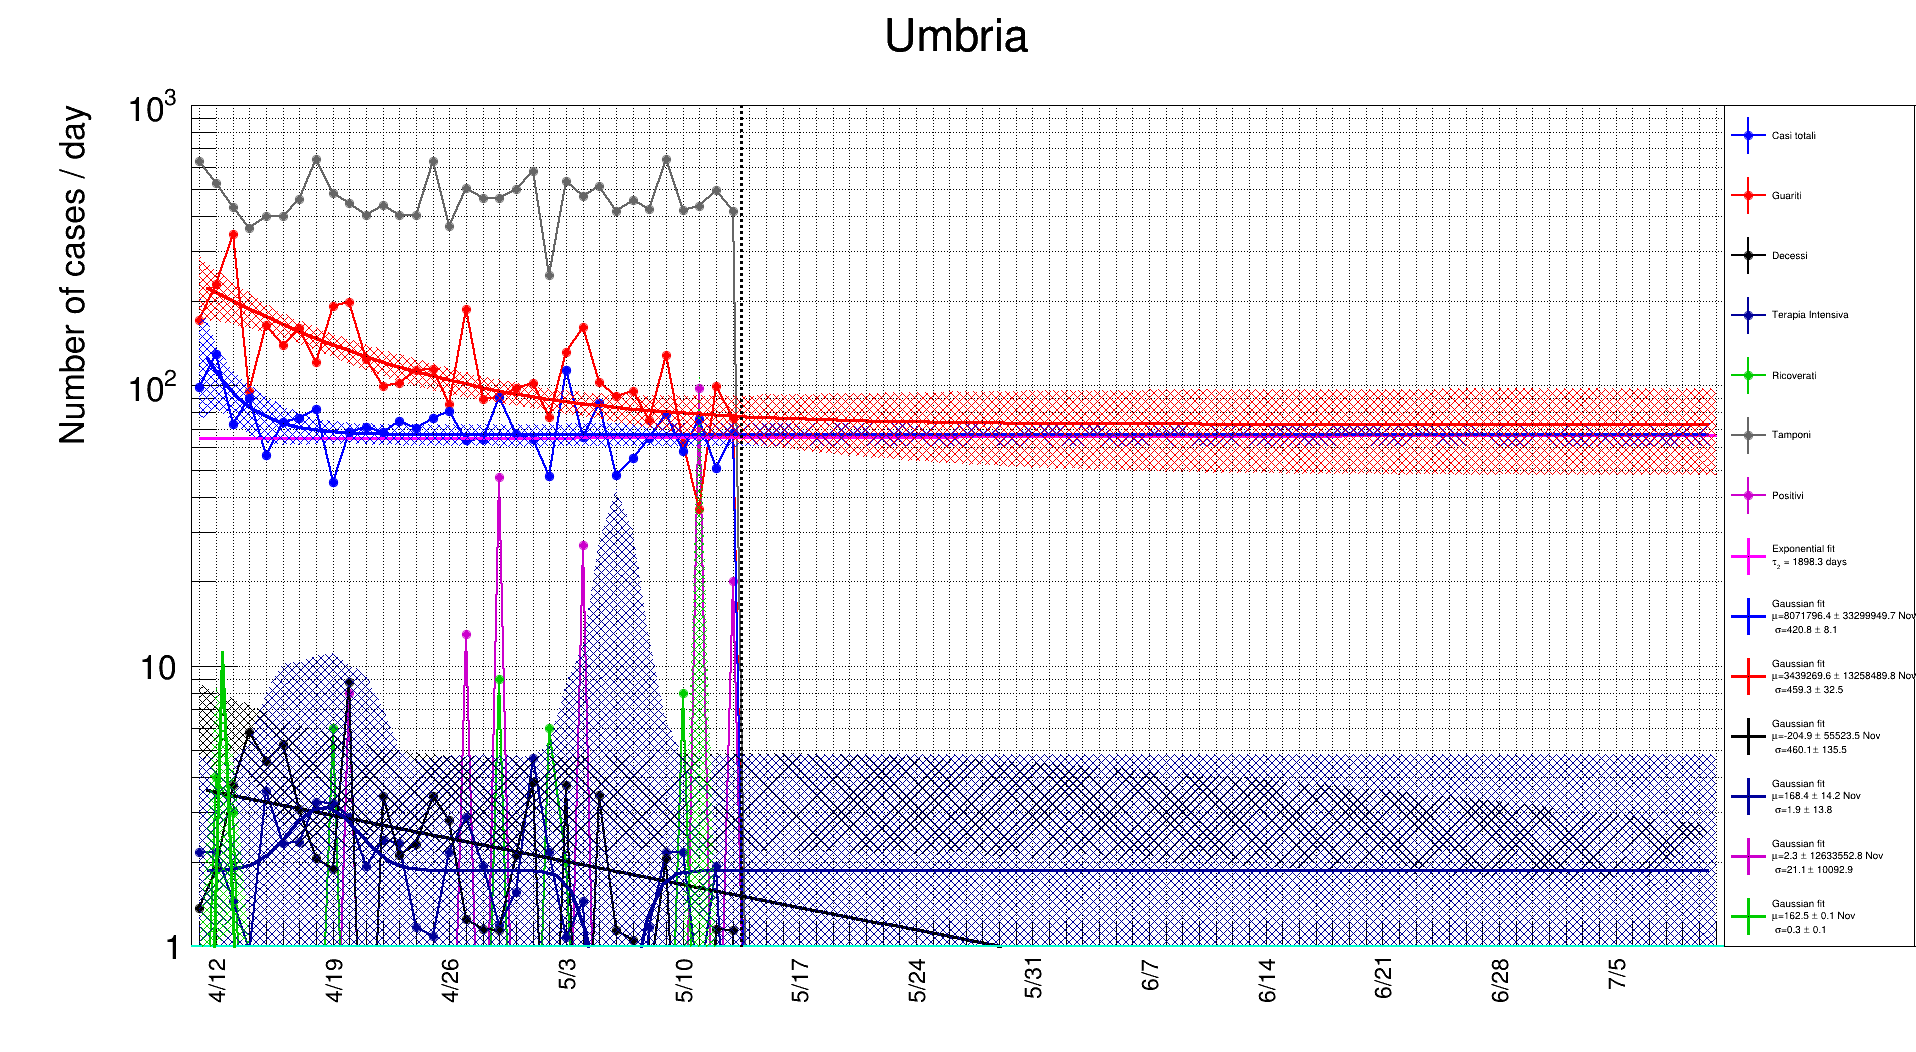 Umbria
Number of cases / day
10³
10²
10
1
4/12
4/19
4/26
5/3
5/10
5/17
5/24
5/31
6/7
6/14
6/21
6/28
7/5
Casi totali
Guariti
Decessi
Terapia Intensiva
Ricoverati
Tamponi
Positivi
Exponential fit
τ₂ = 1898.3 days
Gaussian fit
μ=8071796.4 ± 33299949.7 Nov
σ=420.8 ± 8.1
Gaussian fit
μ=3439269.6 ± 13258489.8 Nov
σ=459.3 ± 32.5
Gaussian fit
μ=-204.9 ± 55523.5 Nov
σ=460.1 ± 135.5
Gaussian fit
μ=168.4 ± 14.2 Nov
σ=1.9 ± 13.8
Gaussian fit
μ=2.3 ± 12633552.8 Nov
σ=21.1 ± 10092.9
Gaussian fit
μ=162.5 ± 0.1 Nov
σ=0.3 ± 0.1